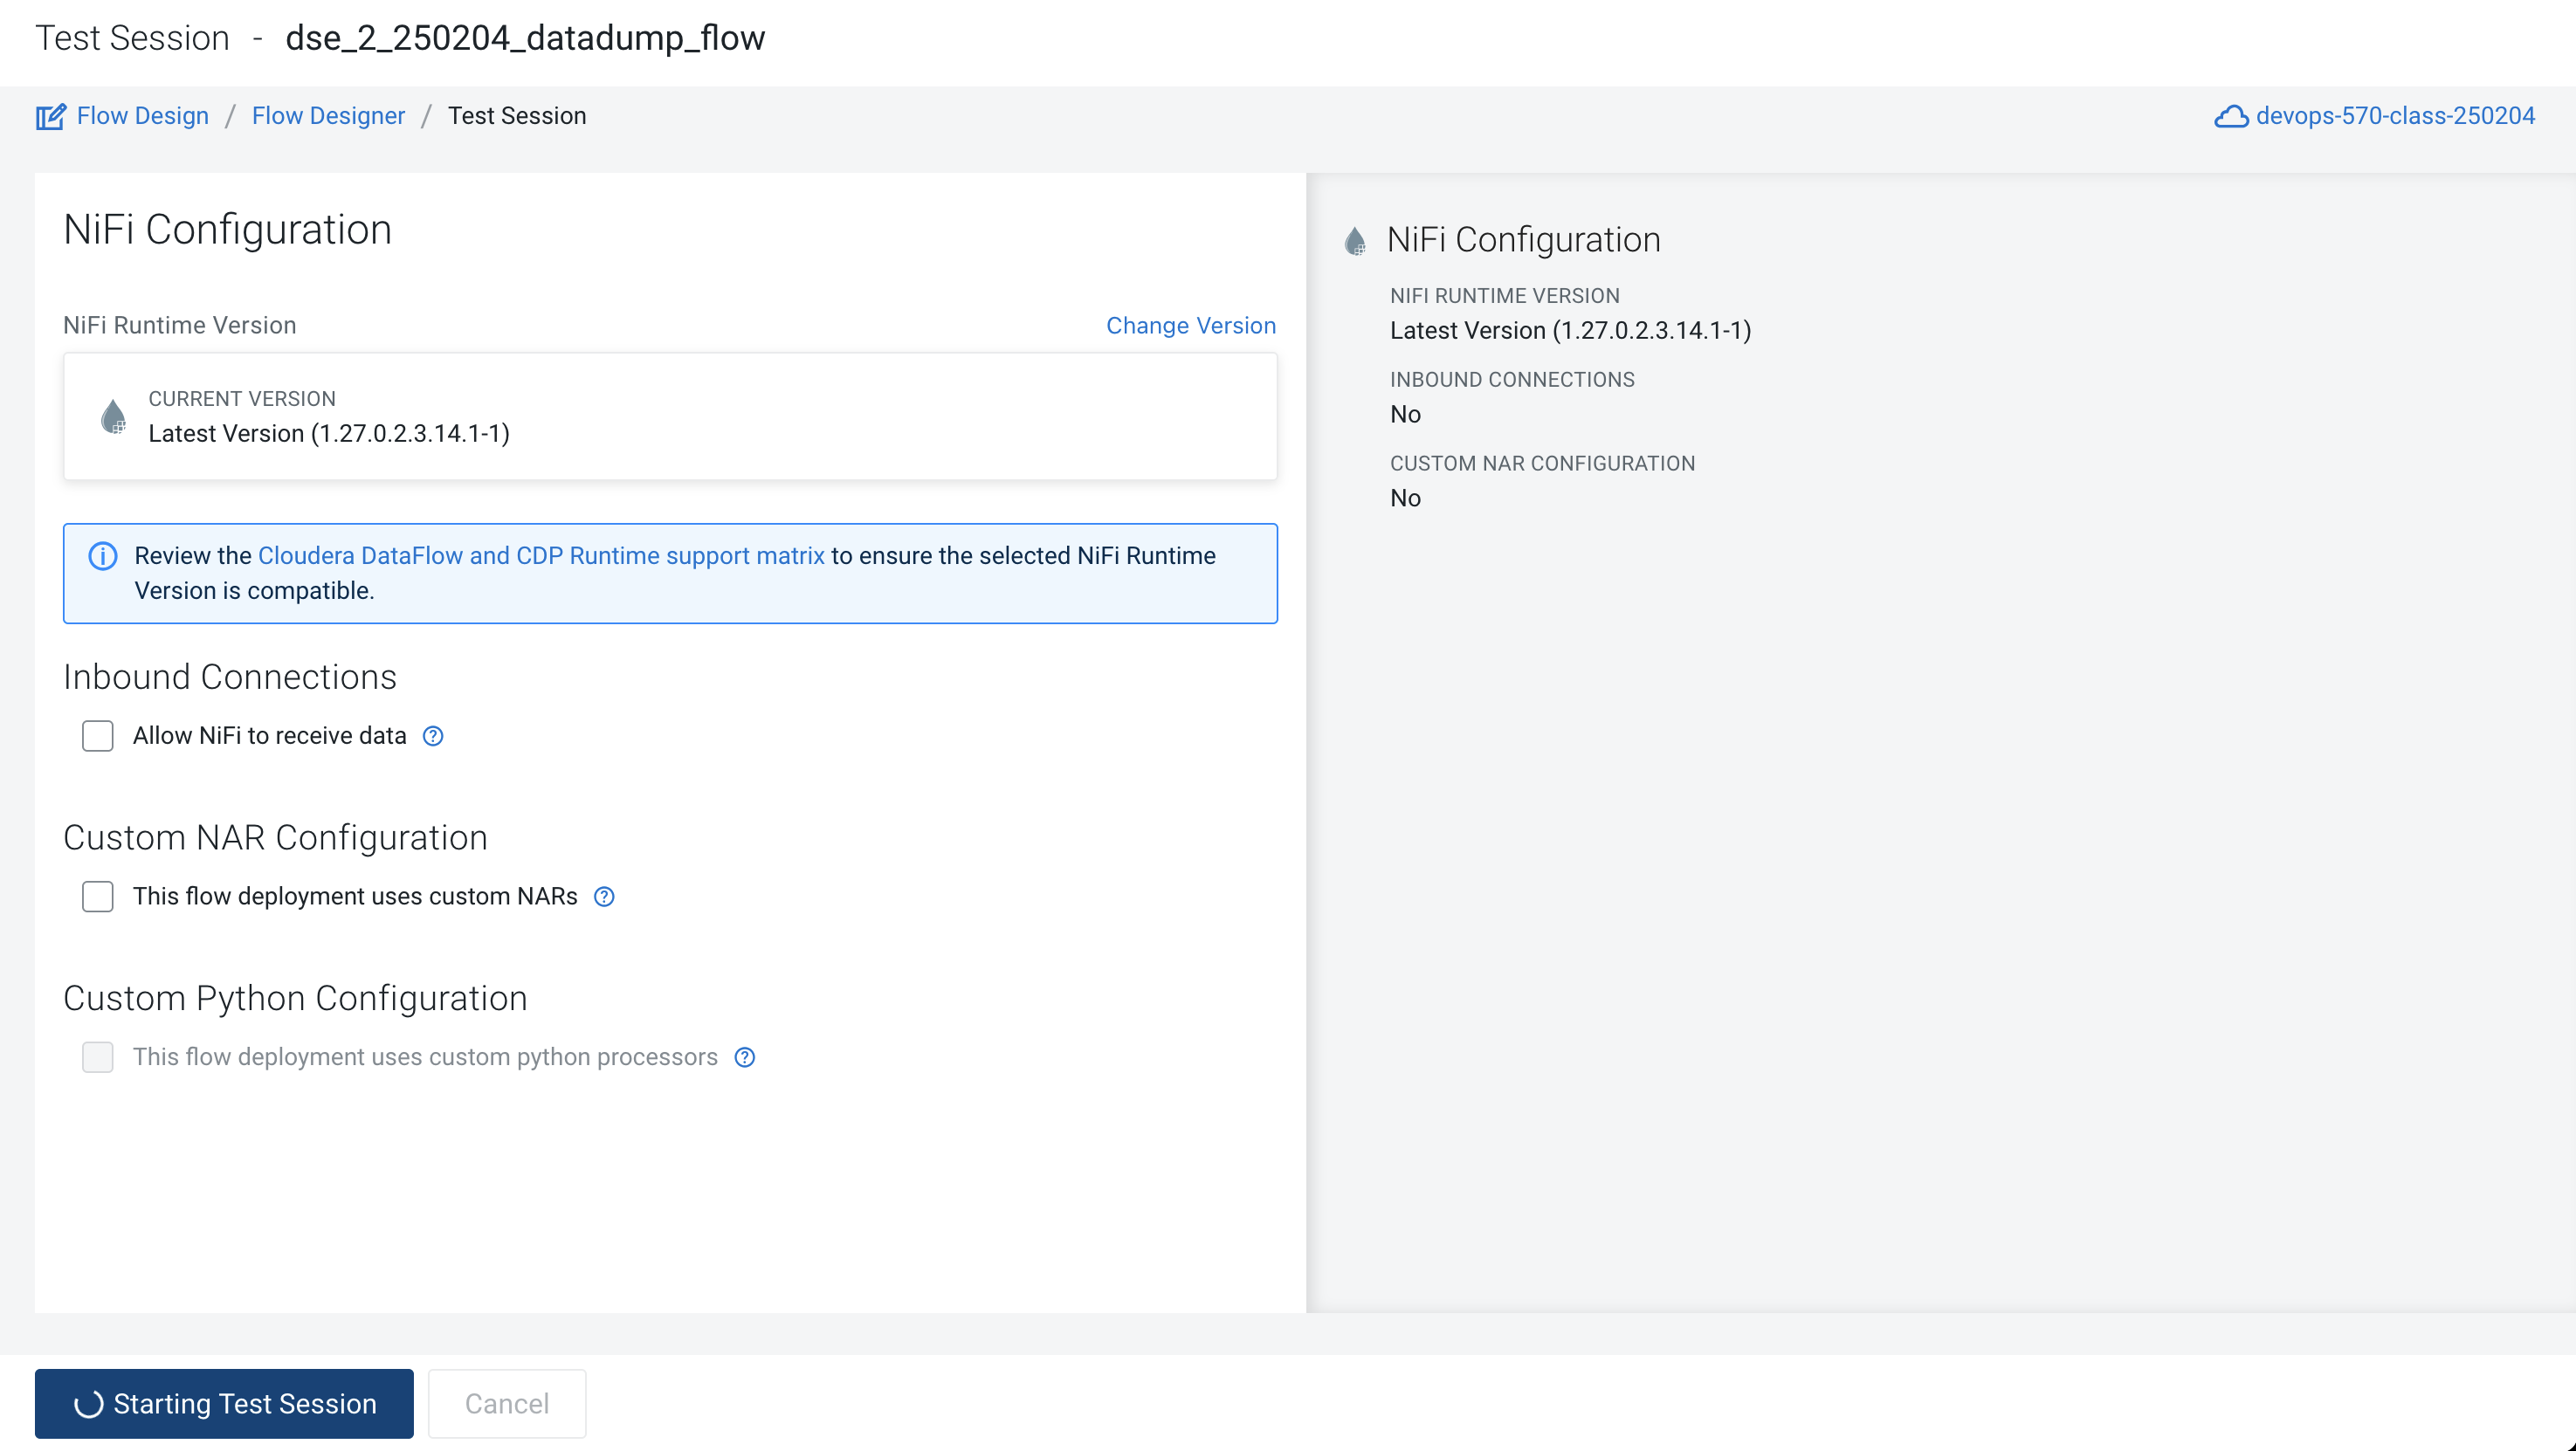 Test Session - dse_2_250204_datadump_flow
Flow Design / Flow Designer / Test Session
devops-570-class-250204
NiFi Configuration
NiFi Runtime Version
Change Version
CURRENT VERSION
Latest Version (1.27.0.2.3.14.1-1)
Review the Cloudera DataFlow and CDP Runtime support matrix to ensure the selected NiFi Runtime
Version is compatible.
Inbound Connections
Allow NiFi to receive data
Custom NAR Configuration
This flow deployment uses custom NARs
Custom Python Configuration
This flow deployment uses custom python processors
NiFi Configuration
NIFI RUNTIME VERSION
Latest Version (1.27.0.2.3.14.1-1)
INBOUND CONNECTIONS
No
CUSTOM NAR CONFIGURATION
No
Starting Test Session
Cancel